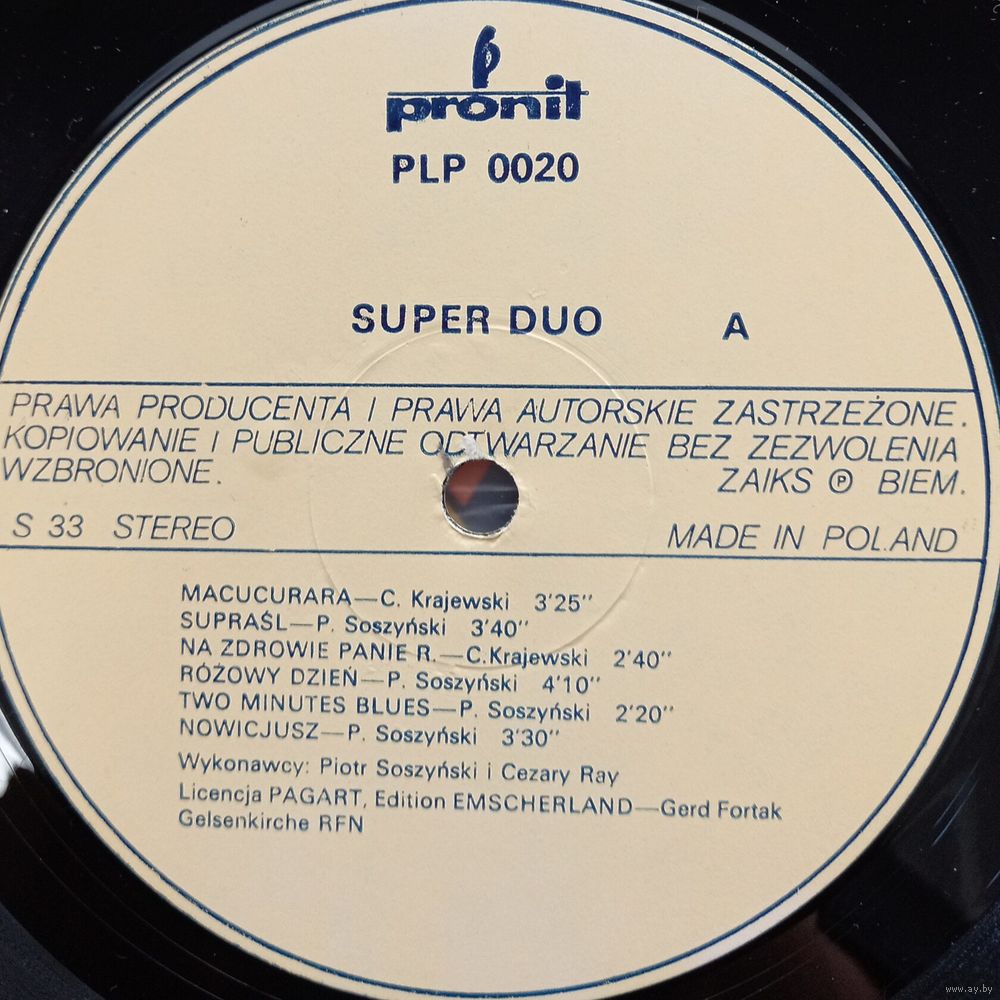 pronit
PLP 0020
SUPER DUO A
PRAWA PRODUCENTA I PRAWA AUTORSKIE ZASTRZEŻONE.
KOPIOWANIE I PUBLICZNE ODTWARZANIE BEZ ZEZWOLENIA
WZBRONIONE. ZAIKS Ⓟ BIEM.
S 33 STEREO MADE IN POLAND
MACUCURARA—C. Krajewski 3'25"
SUPRAŚL—P. Soszyński 3'40"
NA ZDROWIE PANIE R.—C.Krajewski 2'40"
RÓŻOWY DZIEŃ—P. Soszyński 4'10"
TWO MINUTES BLUES—P. Soszyński 2'20"
NOWICJUSZ—P. Soszyński 3'30"
Wykonawcy: Piotr Soszyński i Cezary Ray
Licencja PAGART, Edition EMSCHERLAND—Gerd Fortak
Gelsenkirche RFN
www.ay.by